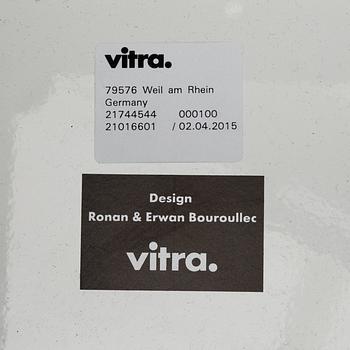 vitra.
79576 Weil am Rhein
Germany
21744544 000100
21016601 / 02.04.2015
Design
Ronan & Erwan Bouroullec
vitra.